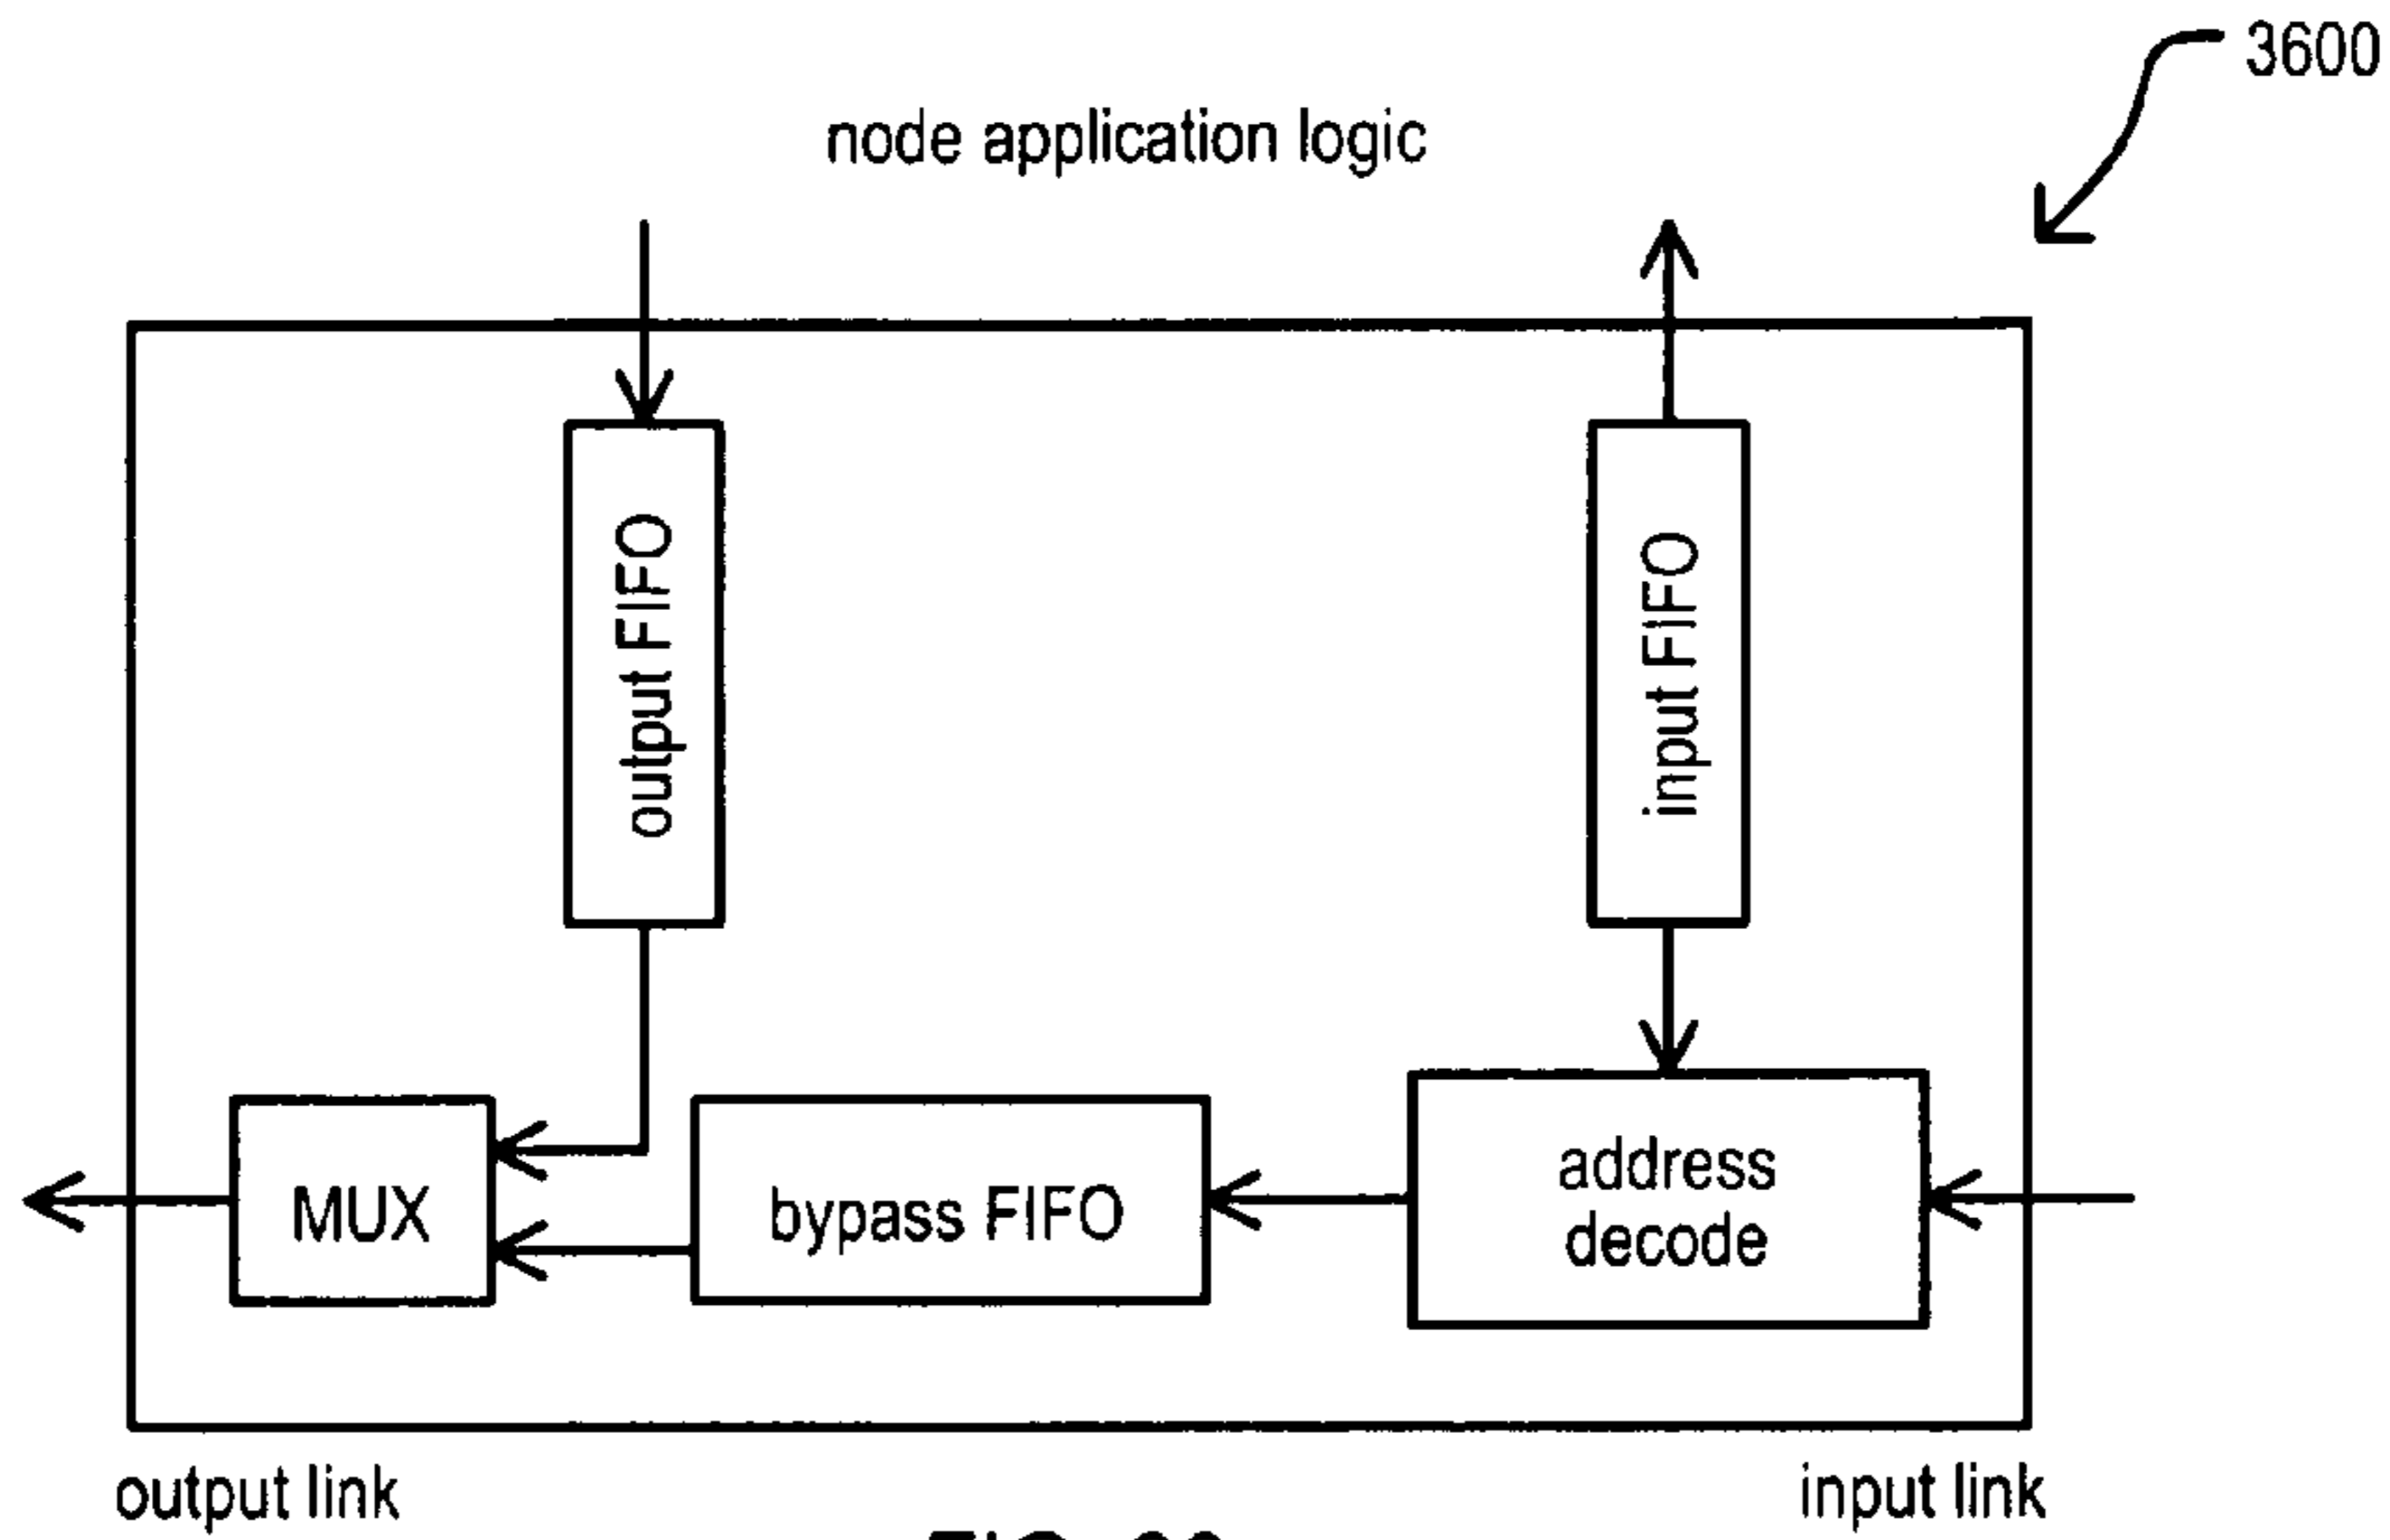 3600
node application logic
output FIFO
input FIFO
MUX
bypass FIFO
address
decode
output link
input link